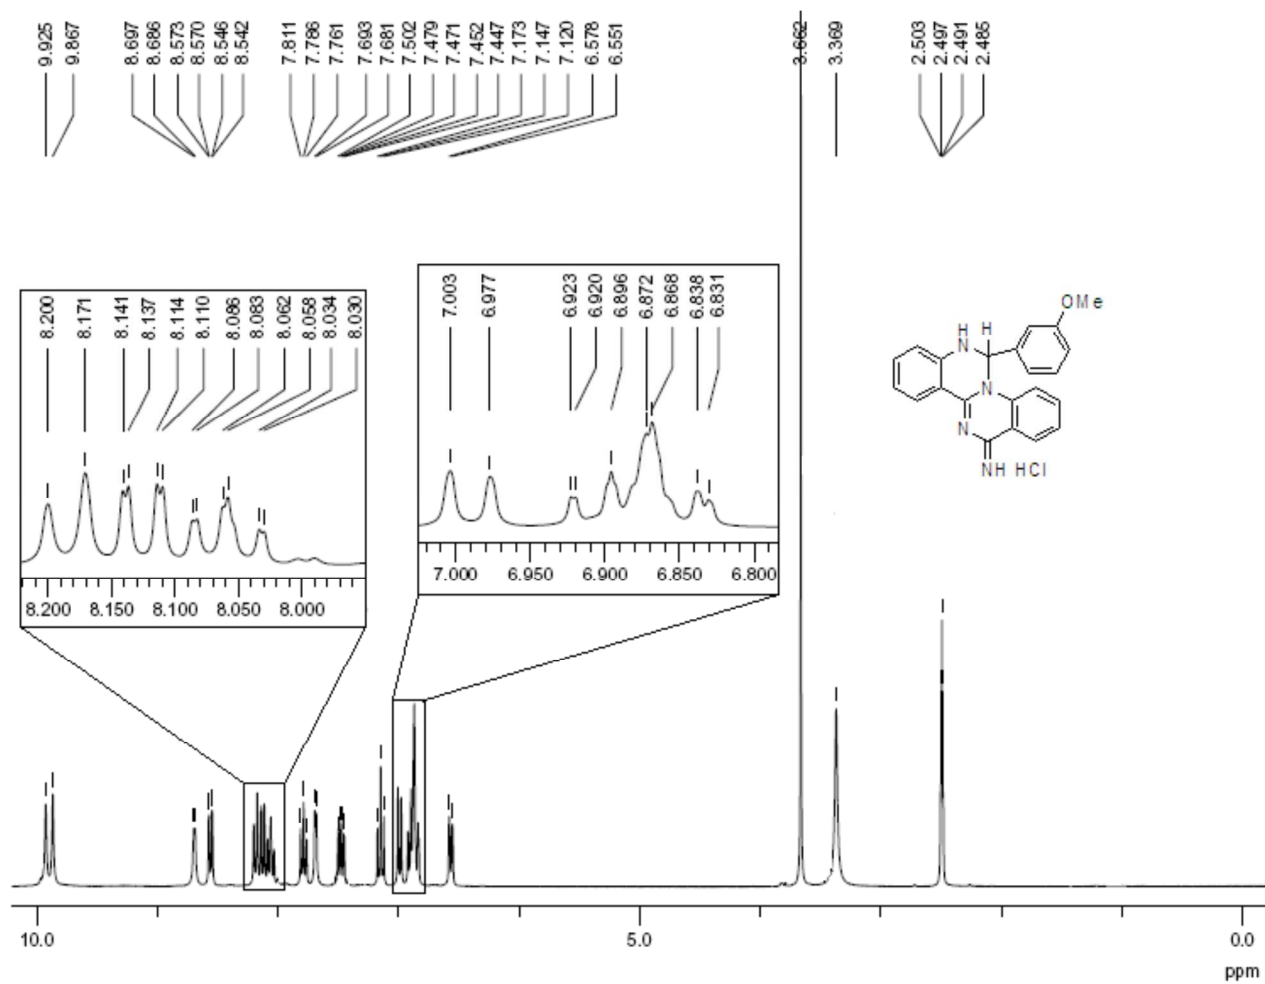 9.925 9.867 8.697 8.686 8.573 8.570 8.546 8.542 7.811 7.786 7.761 7.693 7.681 7.502 7.479 7.471 7.452 7.447 7.173 7.147 7.120 6.578 6.551 3.662 3.369 2.503 2.497 2.491 2.485
7.003 6.977 6.923 6.920 6.896 6.872 6.868 6.838 6.831
8.200 8.171 8.141 8.137 8.114 8.110 8.086 8.083 8.062 8.058 8.034 8.030
OMe
H H
N
N
N
NH HCl
7.000 6.950 6.900 6.850 6.800
8.200 8.150 8.100 8.050 8.000
10.0 5.0 0.0
ppm